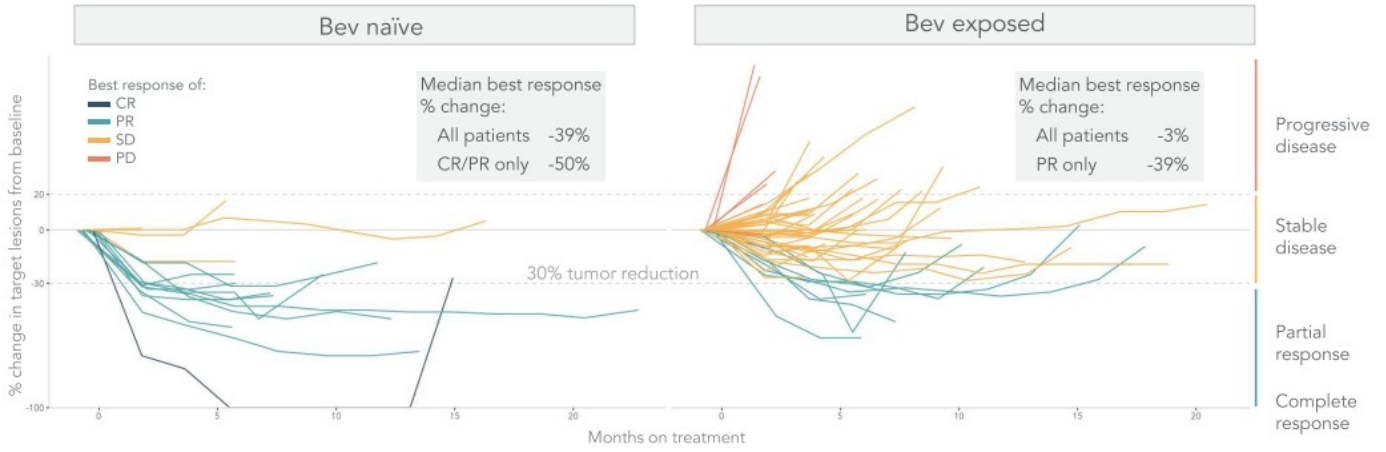 Bev naïve
Bev exposed
Best response of:
CR
PR
SD
PD
Median best response
% change:
All patients -39%
CR/PR only -50%
Median best response
% change:
All patients -3%
PR only -39%
% change in target lesions from baseline
20
0
-30
-100
30% tumor reduction
0 5 10 15 20
0 5 10 15 20
Months on treatment
Progressive
disease
Stable
disease
Partial
response
Complete
response